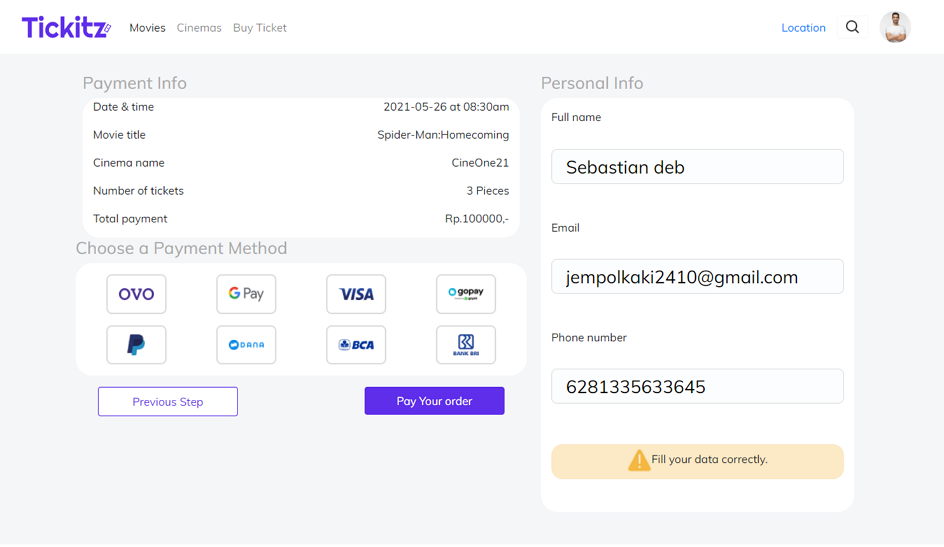 Tickitz Movies Cinemas Buy Ticket Location
Payment Info
Date & time 2021-05-26 at 08:30am
Movie title Spider-Man:Homecoming
Cinema name CineOne21
Number of tickets 3 Pieces
Total payment Rp.100000,-
Choose a Payment Method
OVO G Pay VISA gopay
DANA BCA BANK BRI
Previous Step Pay Your order
Personal Info
Full name
Sebastian deb
Email
jempolkaki2410@gmail.com
Phone number
6281335633645
Fill your data correctly.